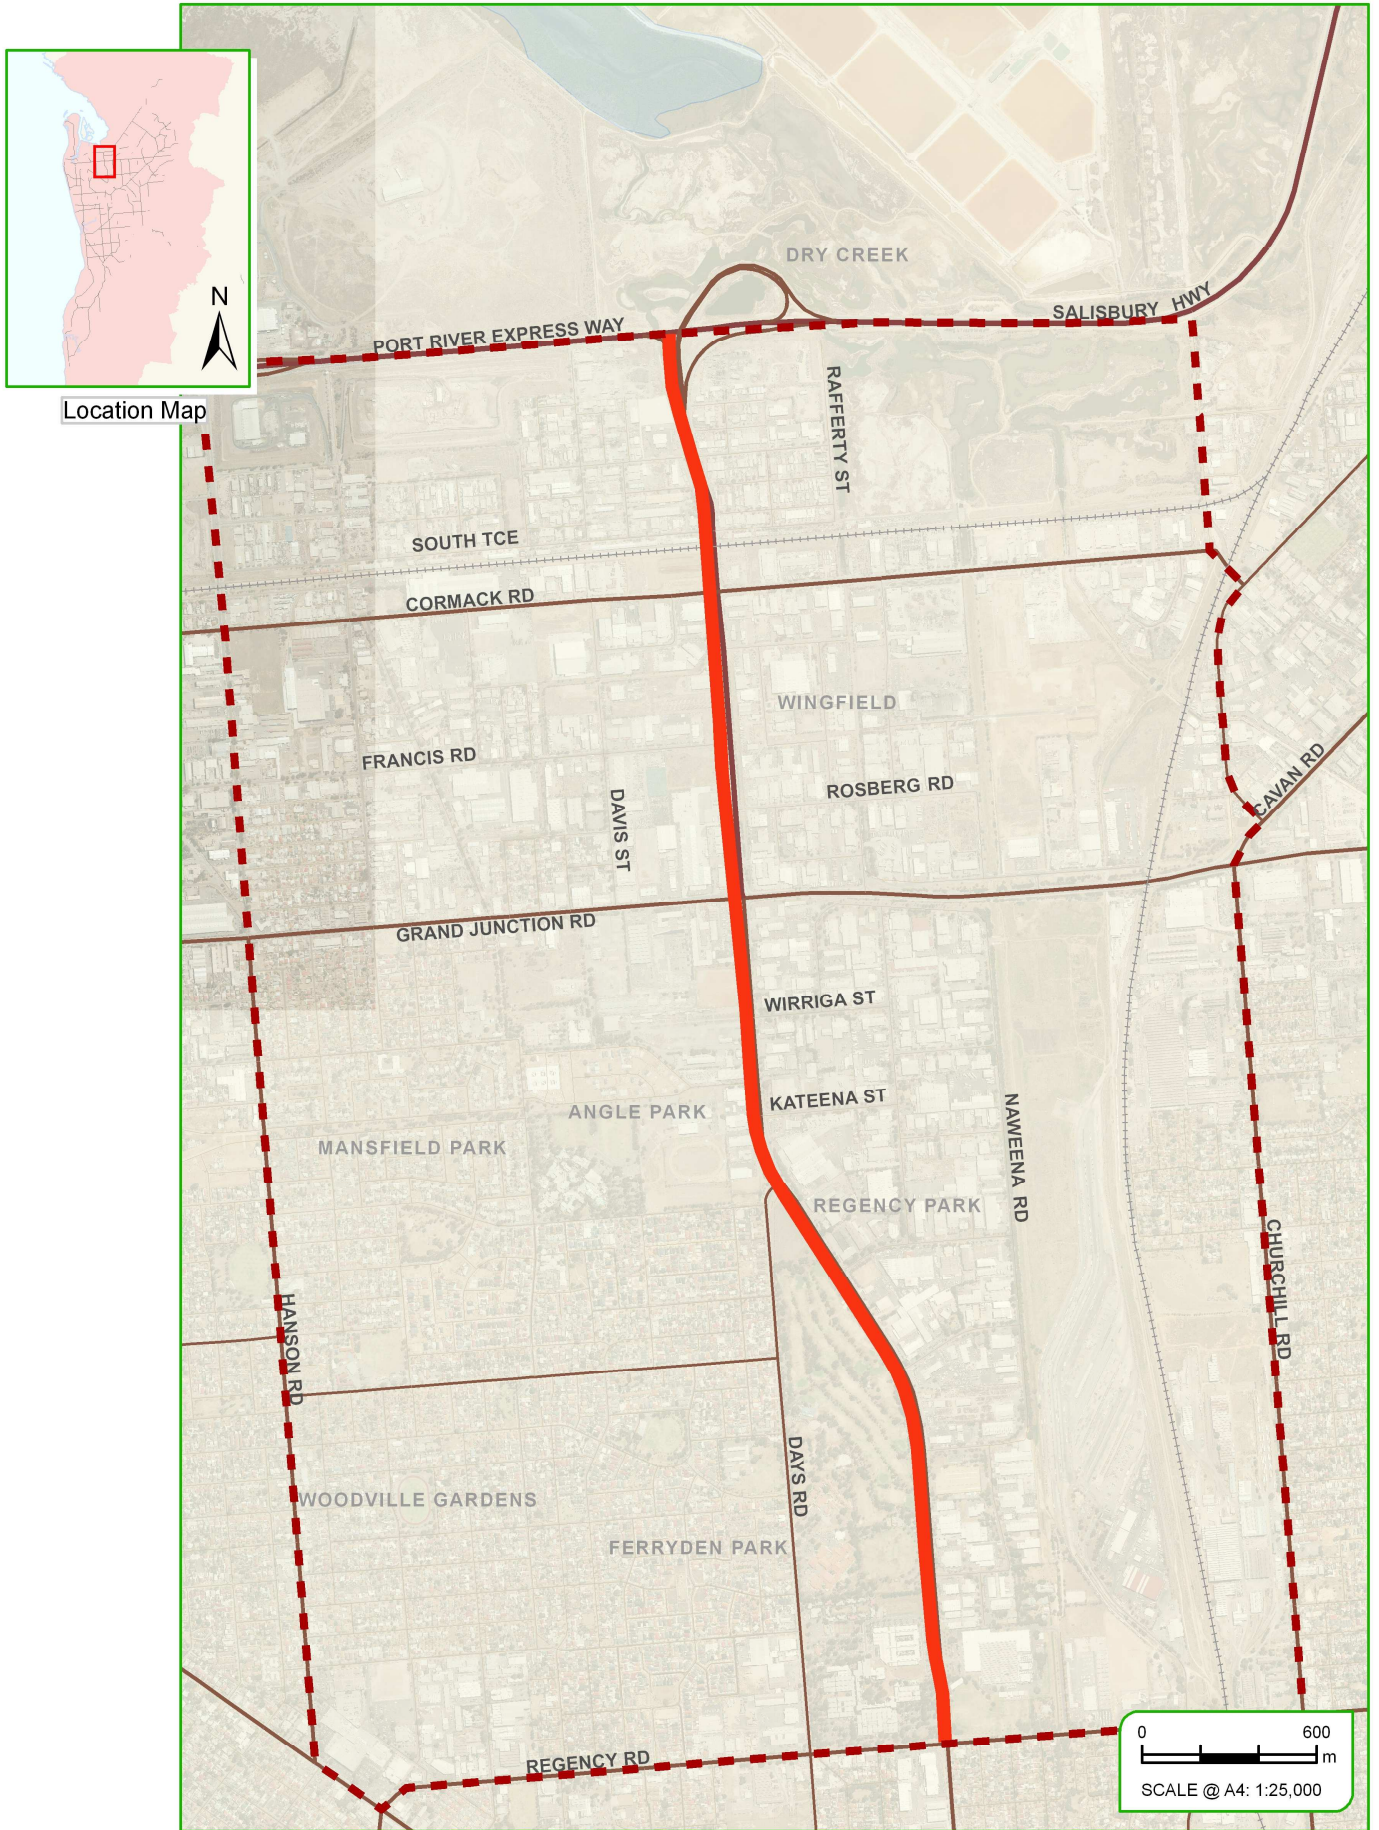 DRY CREEK
N
SALISBURY HWY
PORT RIVER EXPRESS WAY
Location Map
RAFFERTY ST
SOUTH TCE
CORMACK RD
WINGFIELD
FRANCIS RD
ROSBERG RD
CAVAN RD
DAVIS ST
GRAND JUNCTION RD
WIRRIGA ST
KATEENA ST
ANGLE PARK
MANSFIELD PARK
NAWEENA RD
REGENCY PARK
CHURCHILL RD
HANSON RD
DAYS RD
WOODVILLE GARDENS
FERRYDEN PARK
REGENCY RD
0 600
m
SCALE @ A4: 1:25,000